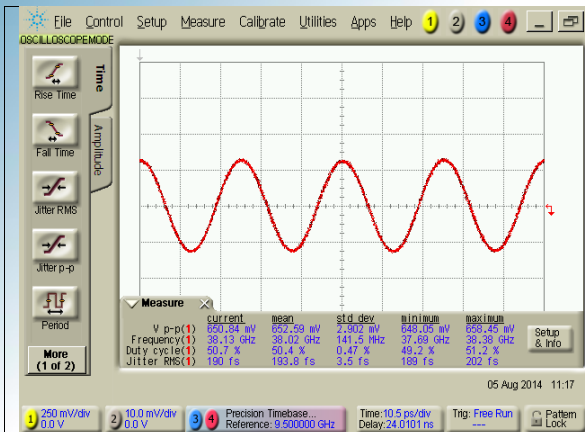 File Control Setup Measure Calibrate Utilities Apps Help 1 2 3 4
OSCILLOSCOPE MODE
Time
Amplitude
Rise Time
Fall Time
Jitter RMS
Jitter p-p
Period
More
(1 of 2)
Measure
current mean std dev minimum maximum
V p-p(1) 650.84 mV 652.59 mV 2.902 mV 648.05 mV 658.45 mV
Frequency(1) 38.13 GHz 38.02 GHz 141.5 MHz 37.69 GHz 38.38 GHz
Duty cycle(1) 50.7 % 50.4 % 0.47 % 49.2 % 51.2 %
Jitter RMS(1) 190 fs 193.8 fs 3.5 fs 189 fs 202 fs
Setup
& Info
05 Aug 2014 11:17
1 250 mV/div
0.0 V
2 10.0 mV/div
0.0 V
3 4 Precision Timebase...
Reference: 9.500000 GHz
Time:10.5 ps/div
Delay:24.0101 ns
Trig: Free Run
---
Pattern
Lock